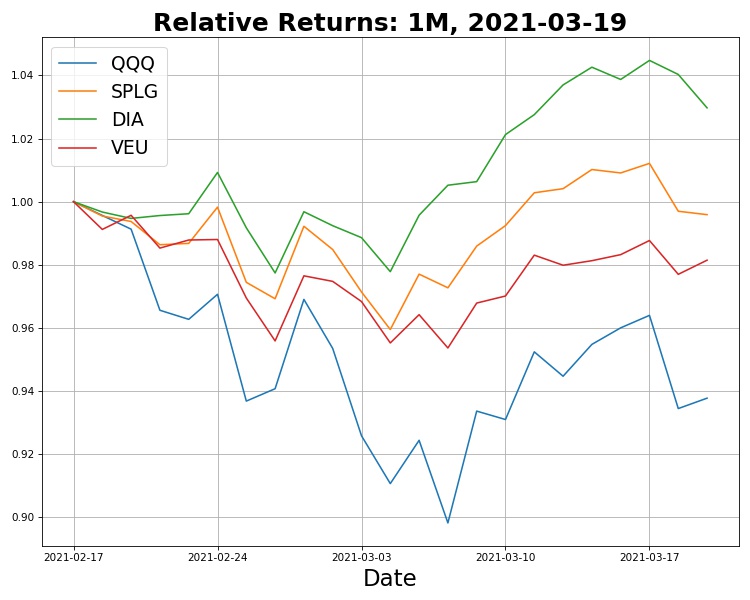 Relative Returns: 1M, 2021-03-19
QQQ
SPLG
DIA
VEU
1.04
1.02
1.00
0.98
0.96
0.94
0.92
0.90
2021-02-17
2021-02-24
2021-03-03
2021-03-10
2021-03-17
Date